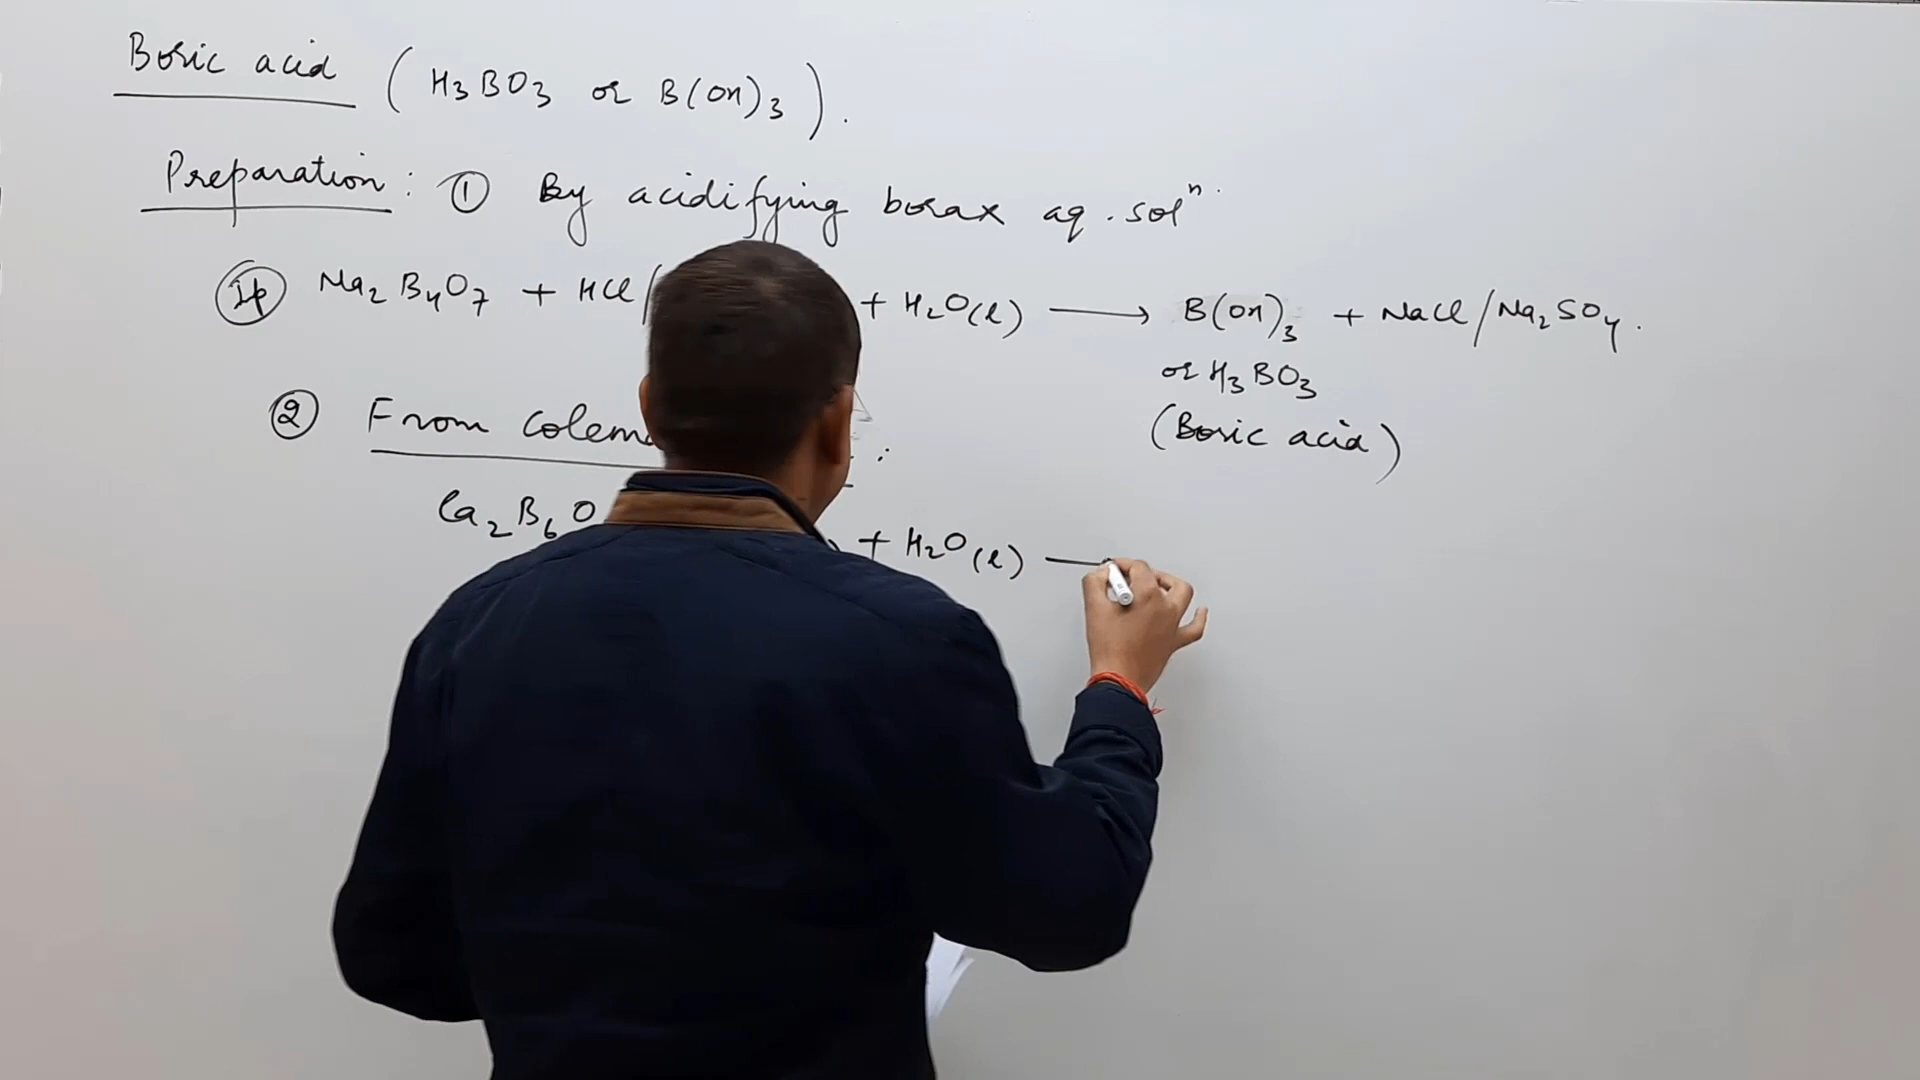 Boric acid (H₃BO₃ or B(OH)₃).
Preparation: ① By acidifying borax aq. solⁿ.
Na₂B₄O₇ + HCl/ + H₂O(l) ⟶ B(OH)₃ + NaCl/Na₂SO₄.
or H₃BO₃
(Boric acid)
② From :
Ca₂B₆O + H₂O(l) —